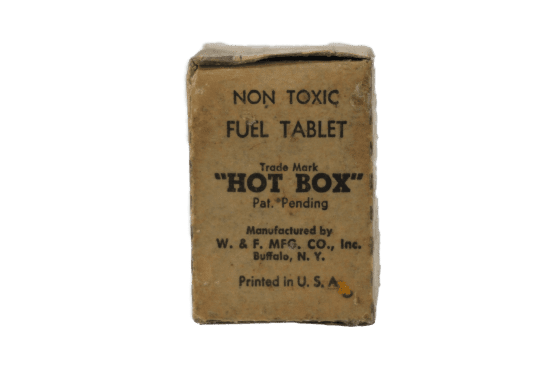 NON TOXIC
FUEL TABLET
Trade Mark
"HOT BOX"
Pat. Pending
Manufactured by
W. & F. MFG. CO., Inc.
Buffalo, N. Y.
Printed in U. S. A.